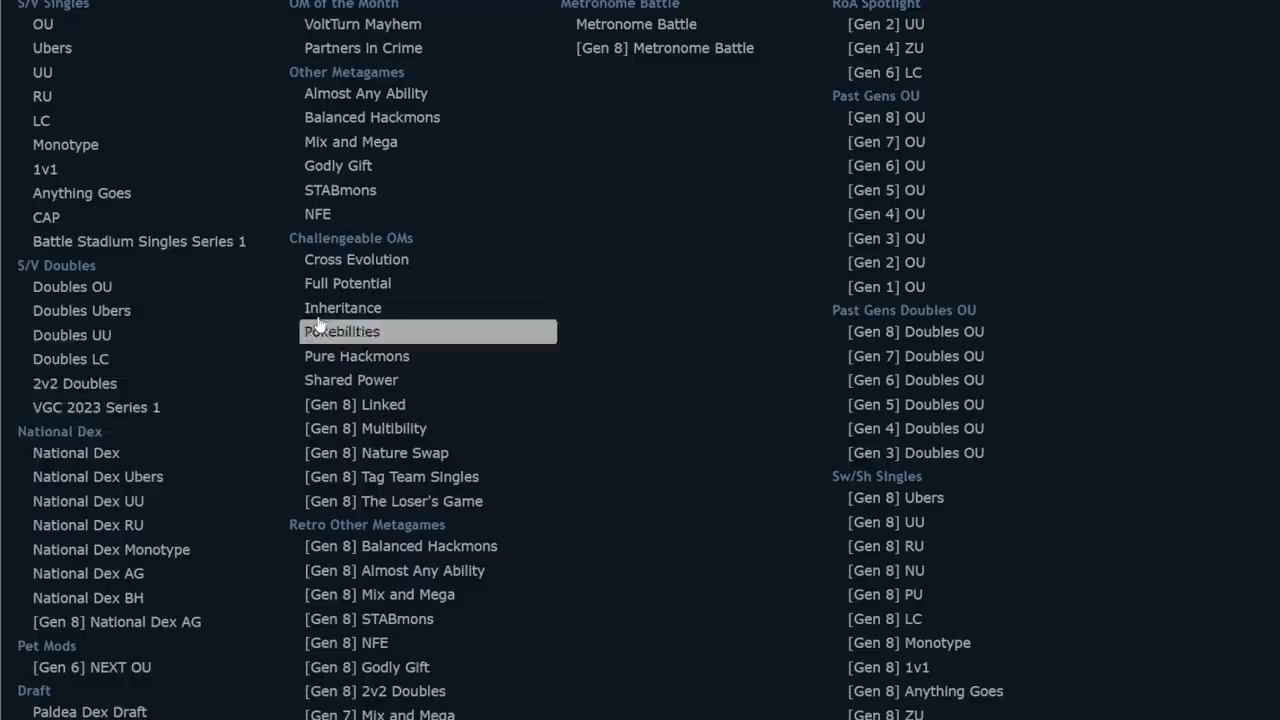 S/V Singles
OU
Ubers
UU
RU
LC
Monotype
1v1
Anything Goes
CAP
Battle Stadium Singles Series 1
S/V Doubles
Doubles OU
Doubles Ubers
Doubles UU
Doubles LC
2v2 Doubles
VGC 2023 Series 1
National Dex
National Dex
National Dex Ubers
National Dex UU
National Dex RU
National Dex Monotype
National Dex AG
National Dex BH
[Gen 8] National Dex AG
Pet Mods
[Gen 6] NEXT OU
Draft
Paldea Dex Draft
OM of the Month
VoltTurn Mayhem
Partners in Crime
Other Metagames
Almost Any Ability
Balanced Hackmons
Mix and Mega
Godly Gift
STABmons
NFE
Challengeable OMs
Cross Evolution
Full Potential
Inheritance
Pokebilities
Pure Hackmons
Shared Power
[Gen 8] Linked
[Gen 8] Multibility
[Gen 8] Nature Swap
[Gen 8] Tag Team Singles
[Gen 8] The Loser's Game
Retro Other Metagames
[Gen 8] Balanced Hackmons
[Gen 8] Almost Any Ability
[Gen 8] Mix and Mega
[Gen 8] STABmons
[Gen 8] NFE
[Gen 8] Godly Gift
[Gen 8] 2v2 Doubles
[Gen 7] Mix and Mega
Metronome Battle
Metronome Battle
[Gen 8] Metronome Battle
RoA Spotlight
[Gen 2] UU
[Gen 4] ZU
[Gen 6] LC
Past Gens OU
[Gen 8] OU
[Gen 7] OU
[Gen 6] OU
[Gen 5] OU
[Gen 4] OU
[Gen 3] OU
[Gen 2] OU
[Gen 1] OU
Past Gens Doubles OU
[Gen 8] Doubles OU
[Gen 7] Doubles OU
[Gen 6] Doubles OU
[Gen 5] Doubles OU
[Gen 4] Doubles OU
[Gen 3] Doubles OU
Sw/Sh Singles
[Gen 8] Ubers
[Gen 8] UU
[Gen 8] RU
[Gen 8] NU
[Gen 8] PU
[Gen 8] LC
[Gen 8] Monotype
[Gen 8] 1v1
[Gen 8] Anything Goes
[Gen 8] ZU